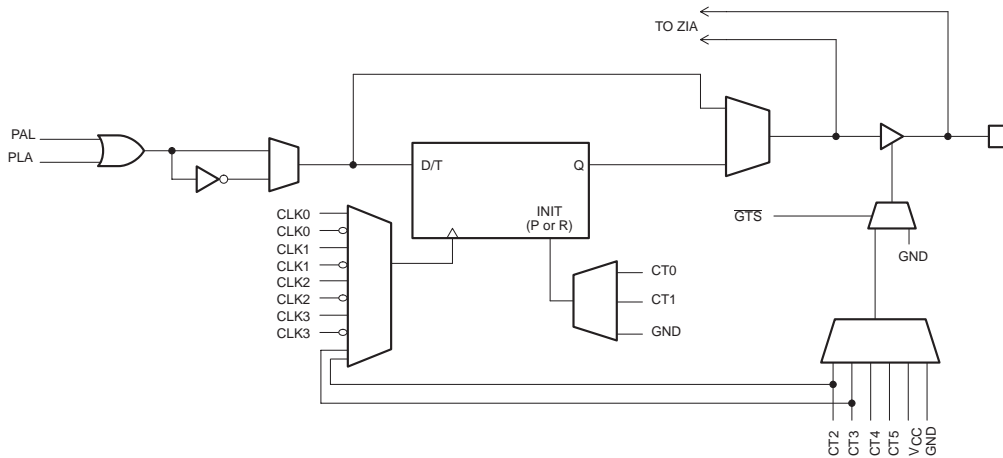 TO ZIA
PAL
PLA
D/T
Q
INIT
(P or R)
CLK0
CLK0
CLK1
CLK1
CLK2
CLK2
CLK3
CLK3
CT0
CT1
GND
GTS
GND
CT2
CT3
CT4
CT5
VCC
GND